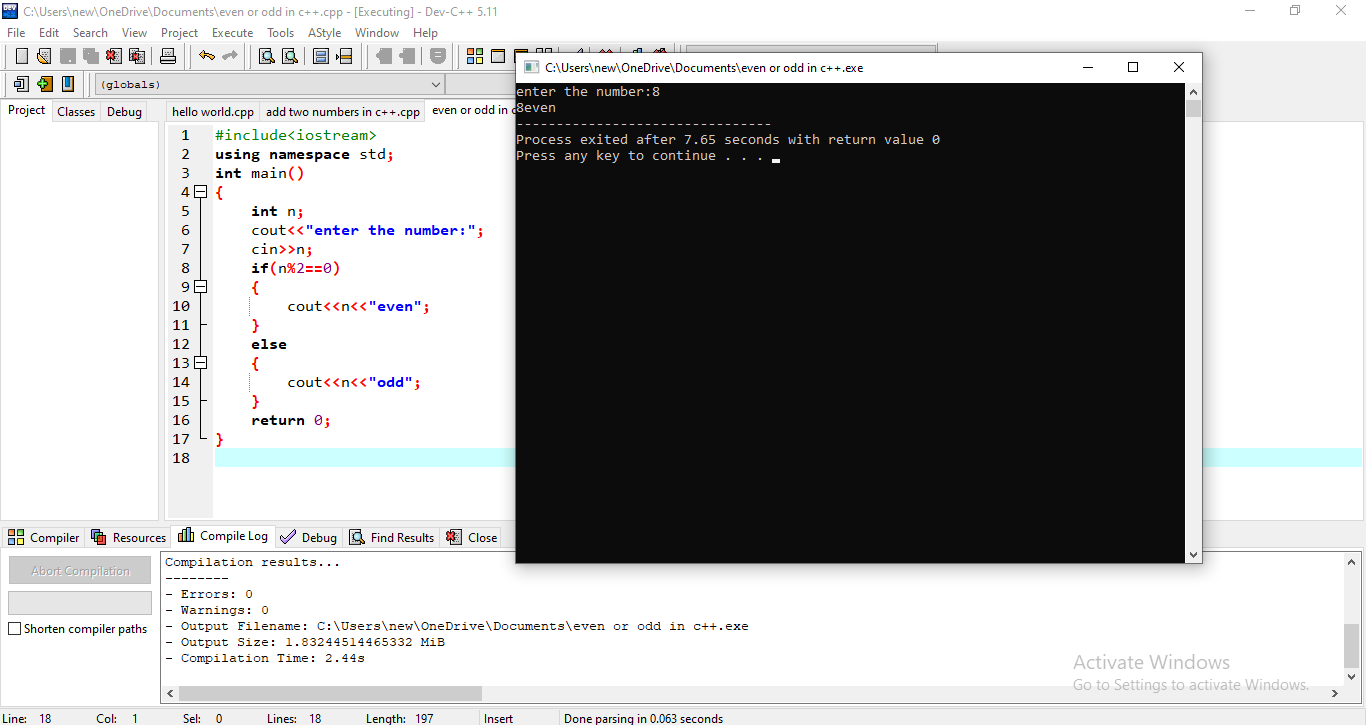 C:\Users\new\OneDrive\Documents\even or odd in c++.cpp - [Executing] - Dev-C++ 5.11
File Edit Search View Project Execute Tools AStyle Window Help
(globals)
Project Classes Debug
hello world.cpp add two numbers in c++.cpp even or odd in c
1 #include<iostream>
2 using namespace std;
3 int main()
4 {
5 int n;
6 cout<<"enter the number:";
7 cin>>n;
8 if(n%2==0)
9 {
10 cout<<n<<"even";
11 }
12 else
13 {
14 cout<<n<<"odd";
15 }
16 return 0;
17 }
18
C:\Users\new\OneDrive\Documents\even or odd in c++.exe
enter the number:8
8even
--------------------------------
Process exited after 7.65 seconds with return value 0
Press any key to continue . . .
Compiler Resources Compile Log Debug Find Results Close
Abort Compilation
Shorten compiler paths
Compilation results...
--------
- Errors: 0
- Warnings: 0
- Output Filename: C:\Users\new\OneDrive\Documents\even or odd in c++.exe
- Output Size: 1.83244514465332 MiB
- Compilation Time: 2.44s
Activate Windows
Go to Settings to activate Windows.
Line: 18 Col: 1 Sel: 0 Lines: 18 Length: 197 Insert Done parsing in 0.063 seconds